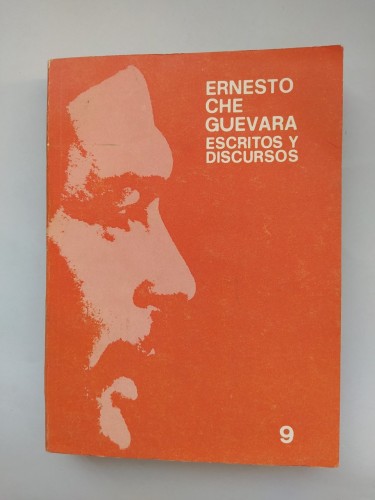 ERNESTO
CHE
GUEVARA
ESCRITOS Y
DISCURSOS
9